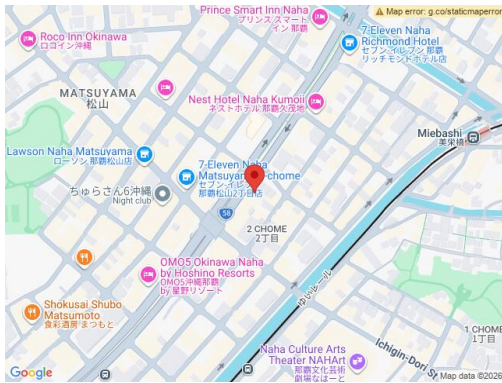 Map error: g.co/staticmaperror
Prince Smart Inn Naha
プリンス スマート
イン 那覇
Roco Inn Okinawa
ロコイン沖縄
7-Eleven Naha
Richmond Hotel
セブン-イレブン 那覇
リッチモンドホテル店
MATSUYAMA
松山
Nest Hotel Naha Kumoji
ネストホテル 那覇久茂地
Miebashi
美栄橋
Lawson Naha Matsuyama
ローソン 那覇松山店
7-Eleven Naha
Matsuyama
-chome
セブン-イレブン
那覇松山2丁目店
ちゅらさん6沖縄
Night club
58
2 CHOME
2丁目
OMO5 Okinawa Naha
by Hoshino Resorts
OMO5沖縄那覇
by 星野リゾート
ゆいレール
Shokusai Shubo
Matsumoto
食彩酒房 まつもと
Naha Culture Arts
Theater NAHArt
那覇文化芸術
劇場なはーと
1 CHOME
1丁目
Ichigin-Dori St
Google
Map data ©2026